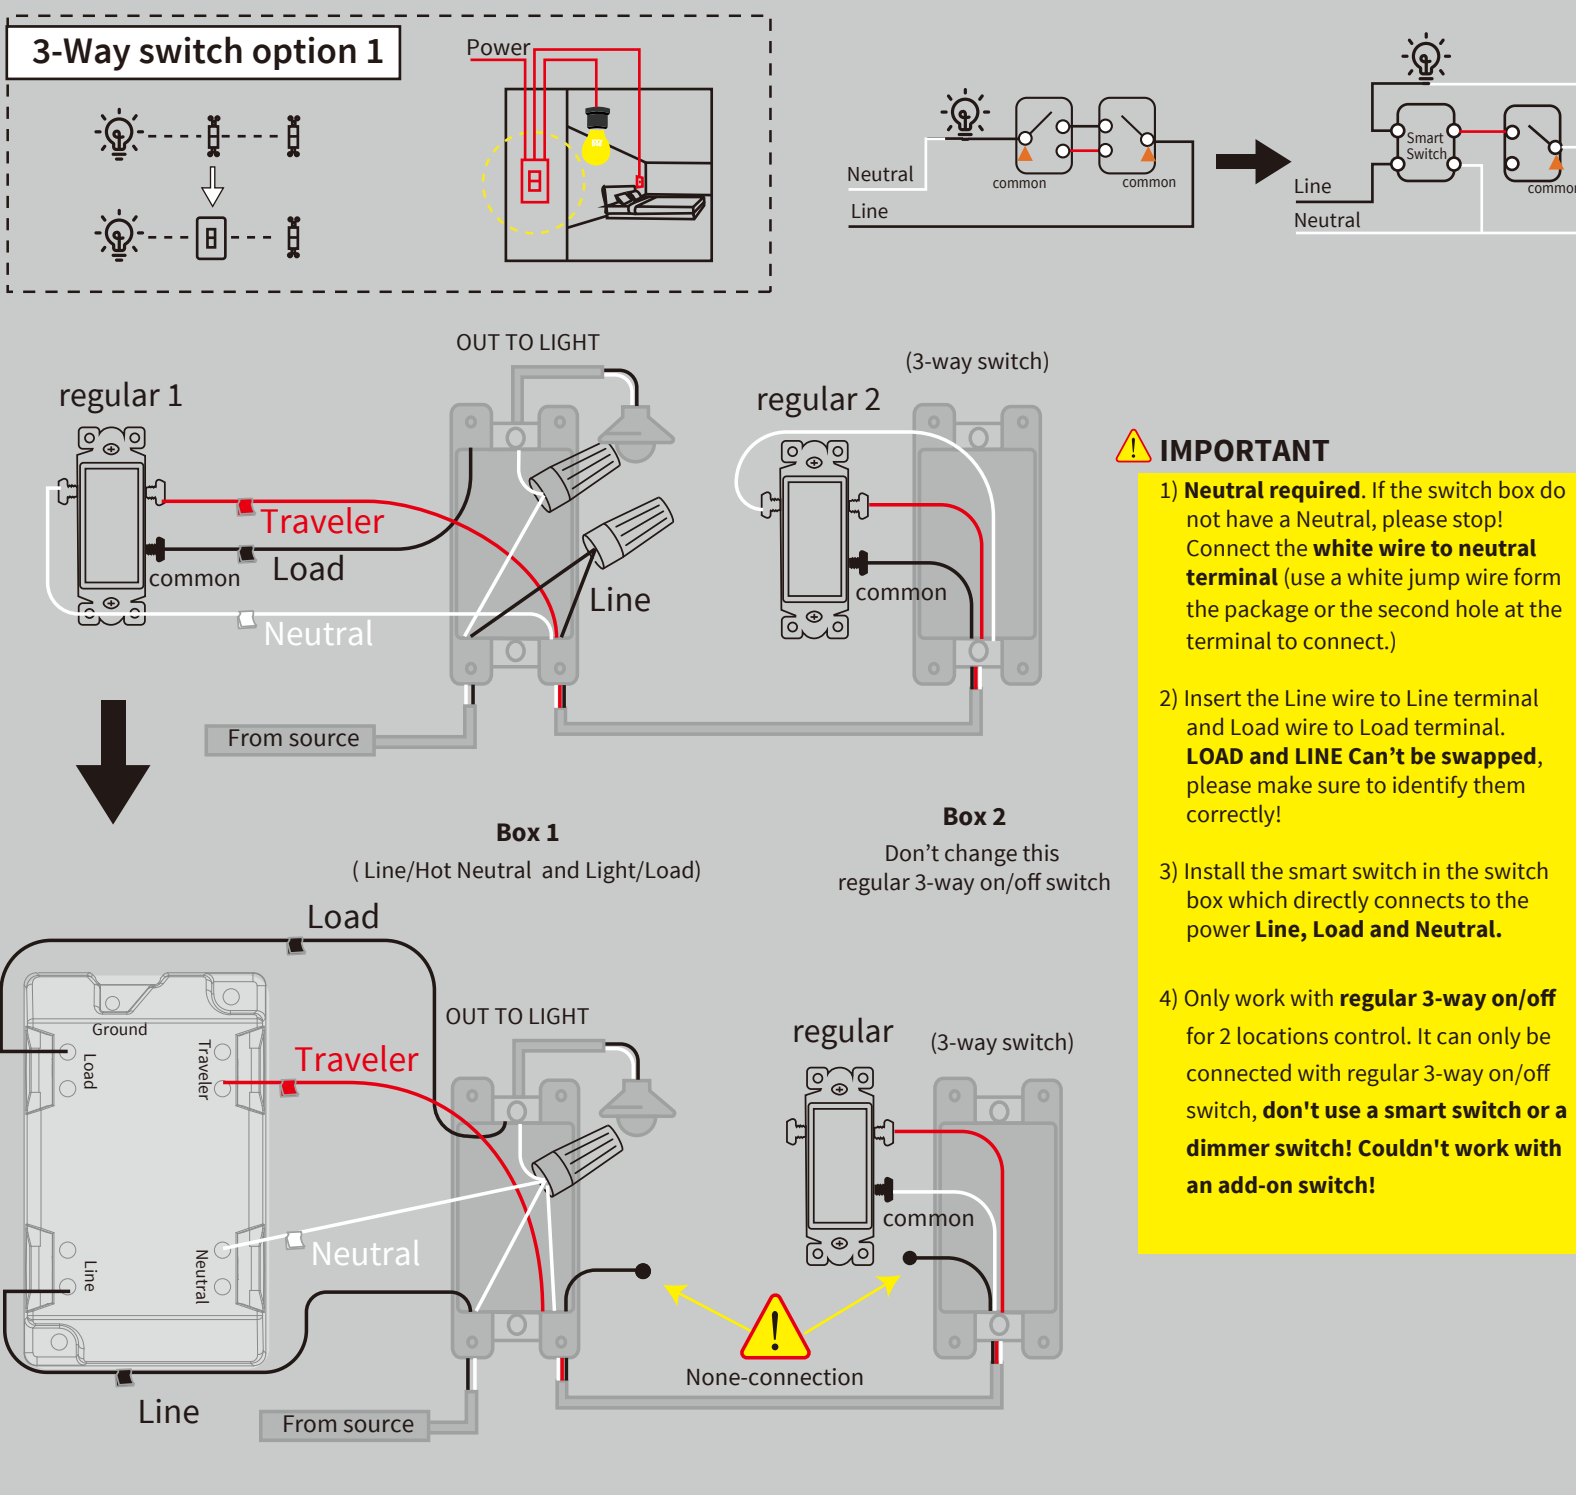 3-Way switch option 1
Power
Neutral
Line
common
common
Smart
Switch
Line
Neutral
common
OUT TO LIGHT
(3-way switch)
regular 1
regular 2
Traveler
Load
common
Neutral
Line
common
From source
Box 1
( Line/Hot Neutral and Light/Load)
Box 2
Don't change this
regular 3-way on/off switch
IMPORTANT
1) Neutral required. If the switch box do
not have a Neutral, please stop!
Connect the white wire to neutral
terminal (use a white jump wire form
the package or the second hole at the
terminal to connect.)
2) Insert the Line wire to Line terminal
and Load wire to Load terminal.
LOAD and LINE Can't be swapped,
please make sure to identify them
correctly!
3) Install the smart switch in the switch
box which directly connects to the
power Line, Load and Neutral.
4) Only work with regular 3-way on/off
for 2 locations control. It can only be
connected with regular 3-way on/off
switch, don't use a smart switch or a
dimmer switch! Couldn't work with
an add-on switch!
Load
Ground
Load
Traveler
Line
Neutral
OUT TO LIGHT
Traveler
Neutral
Line
From source
regular
(3-way switch)
common
None-connection